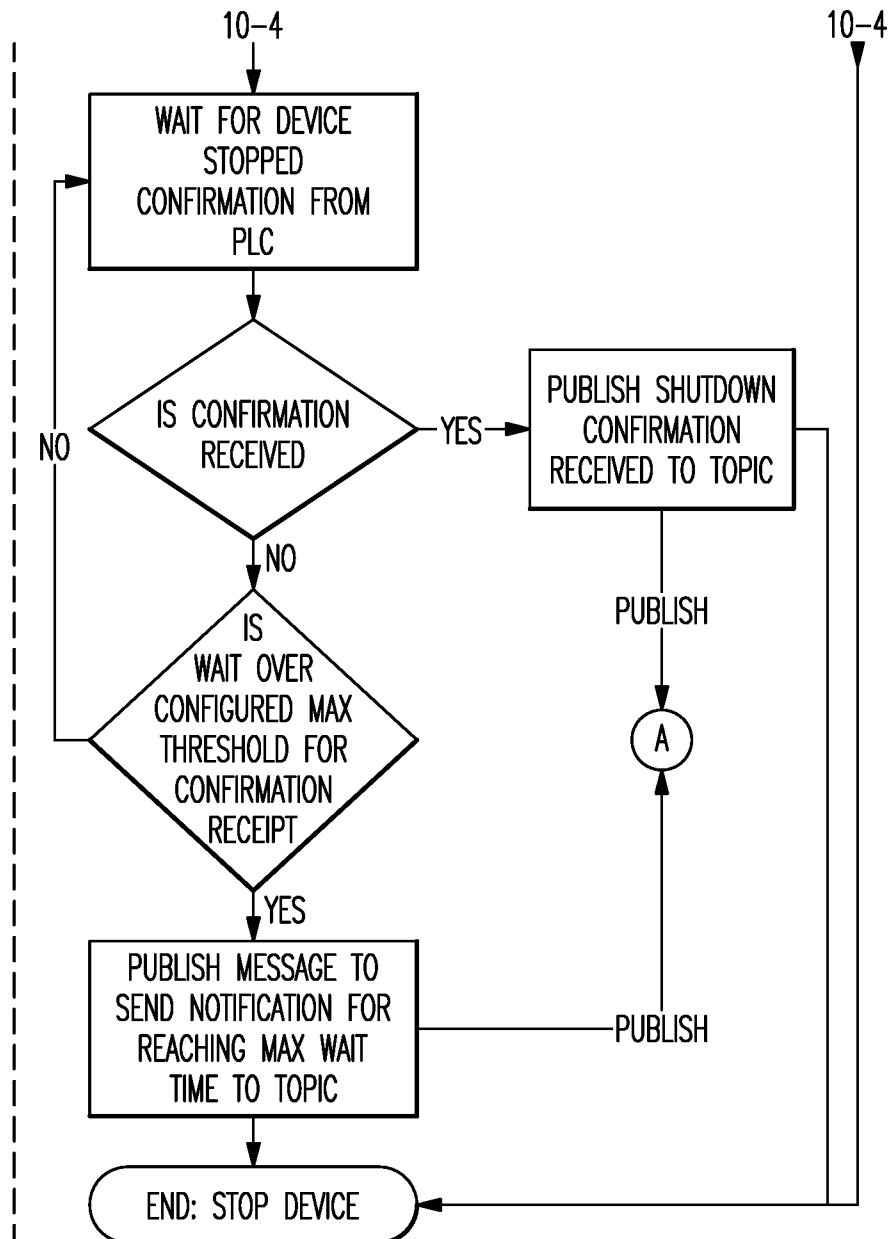 10-4
10-4
WAIT FOR DEVICE
STOPPED
CONFIRMATION FROM
PLC
IS CONFIRMATION
RECEIVED
YES
PUBLISH SHUTDOWN
CONFIRMATION
RECEIVED TO TOPIC
NO
NO
IS
WAIT OVER
CONFIGURED MAX
THRESHOLD FOR
CONFIRMATION
RECEIPT
PUBLISH
A
YES
PUBLISH MESSAGE TO
SEND NOTIFICATION FOR
REACHING MAX WAIT
TIME TO TOPIC
PUBLISH
END: STOP DEVICE